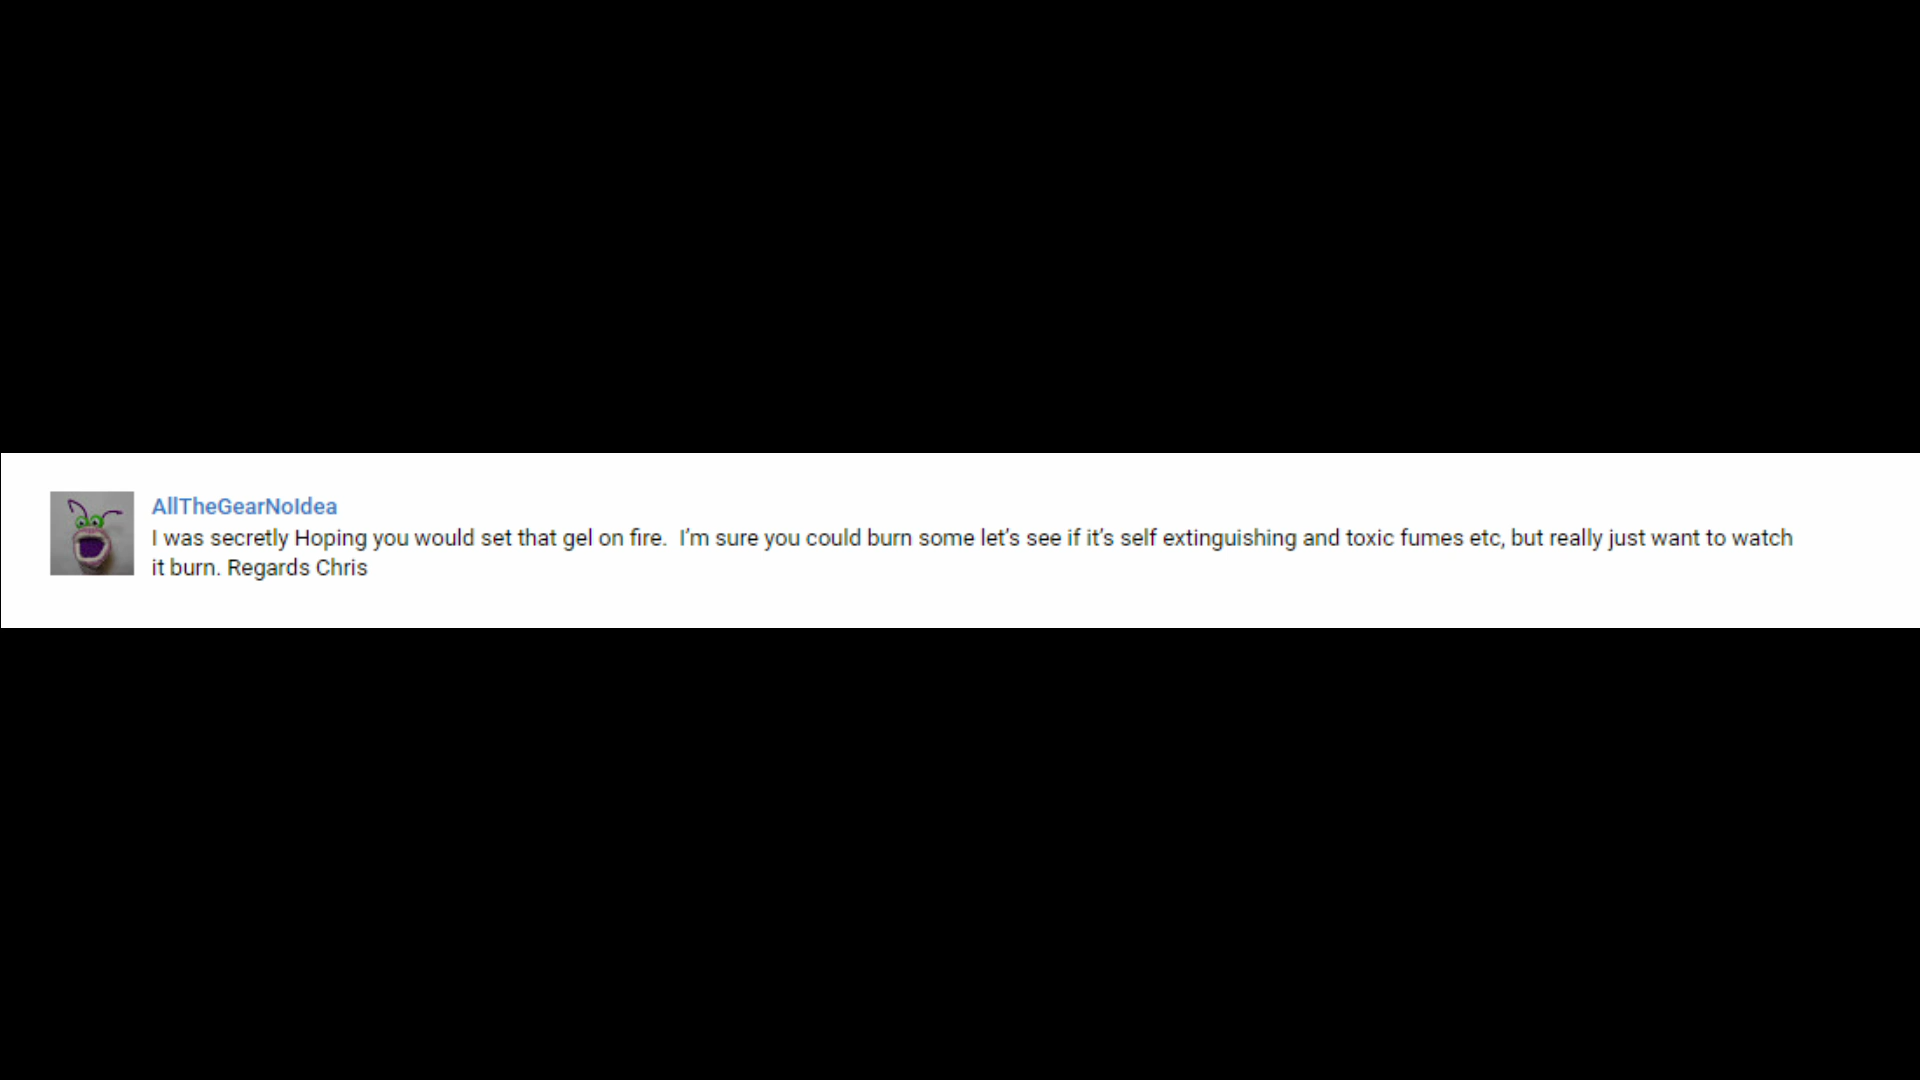 AllTheGearNoIdea
I was secretly Hoping you would set that gel on fire.  I’m sure you could burn some let’s see if it’s self extinguishing and toxic fumes etc, but really just want to watch
it burn. Regards Chris